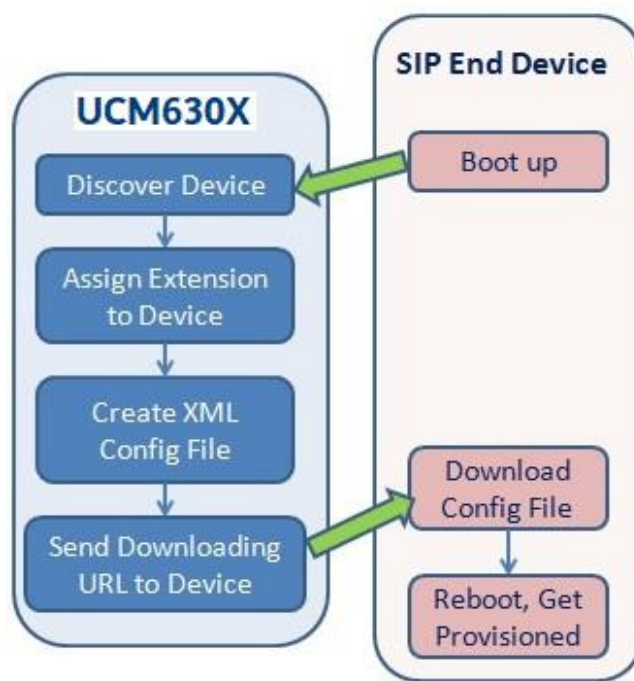 UCM630X
Discover Device
Assign Extension
to Device
Create XML
Config File
Send Downloading
URL to Device
SIP End Device
Boot up
Download
Config File
Reboot, Get
Provisioned